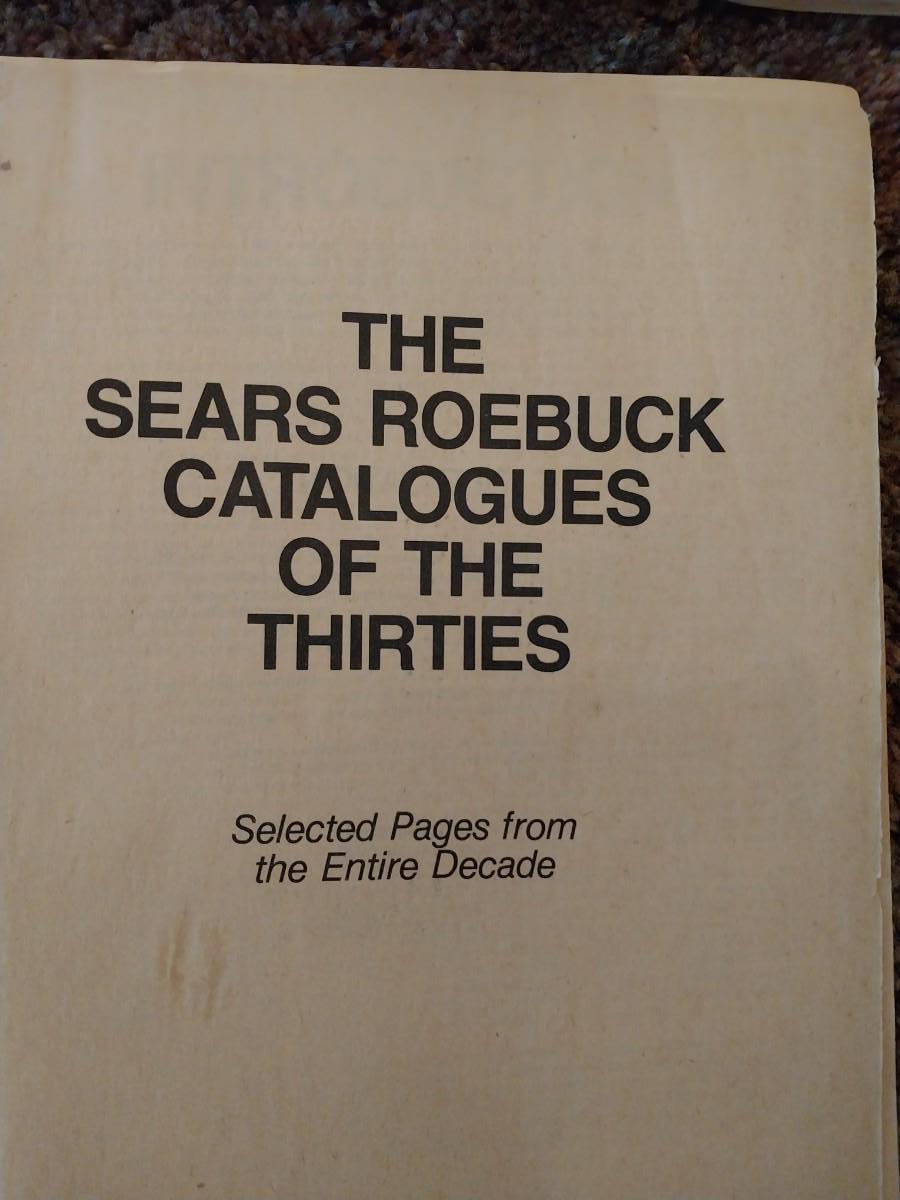 THE
SEARS ROEBUCK
CATALOGUES
OF THE
THIRTIES
Selected Pages from
the Entire Decade